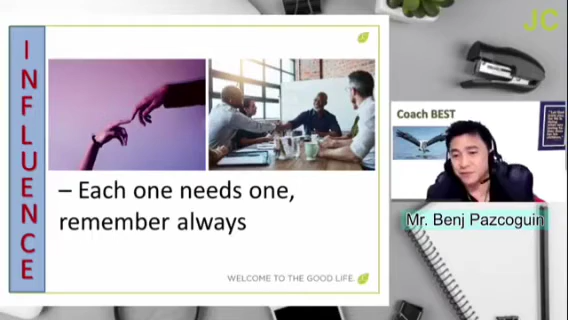 JC
INFLUENCE
– Each one needs one,
remember always
WELCOME TO THE GOOD LIFE.
Coach BEST
Mr. Benj Pazcoguin